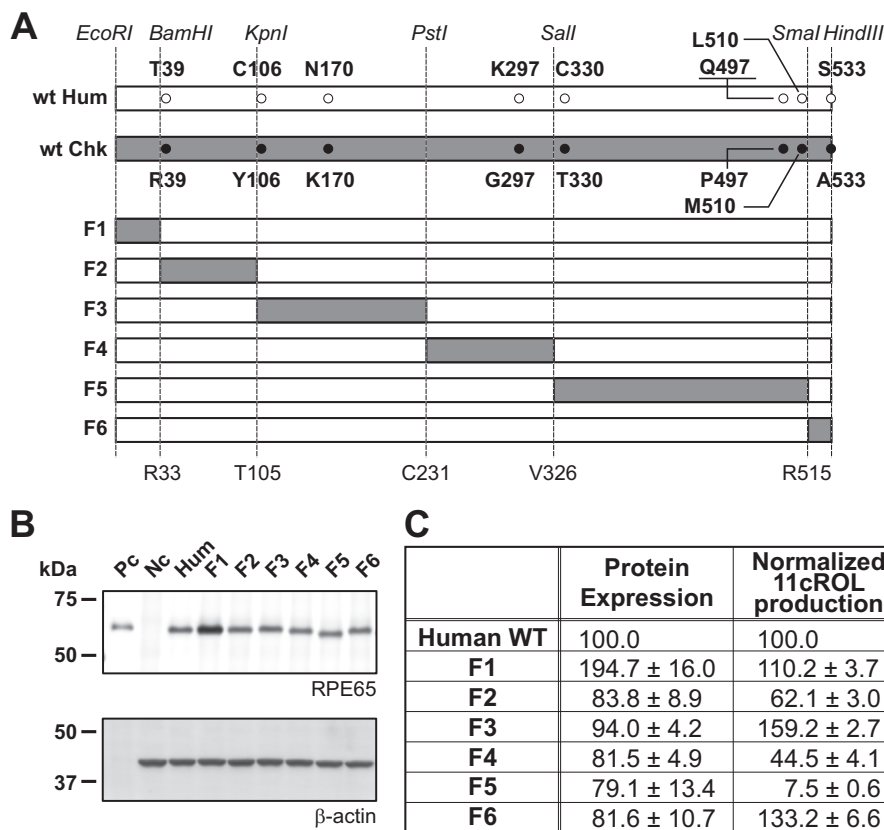 A
EcoRI BamHI KpnI PstI SalI SmaI HindIII
L510
T39 C106 N170 K297 C330 Q497 S533
wt Hum
wt Chk
R39 Y106 K170 G297 T330 P497 A533
M510
F1
F2
F3
F4
F5
F6
R33 T105 C231 V326 R515
B
kDa Pc Nc Hum F1 F2 F3 F4 F5 F6
75
50
RPE65
50
37
β-actin
C
Protein Expression Normalized 11cROL production
Human WT 100.0 100.0
F1 194.7 ± 16.0 110.2 ± 3.7
F2 83.8 ± 8.9 62.1 ± 3.0
F3 94.0 ± 4.2 159.2 ± 2.7
F4 81.5 ± 4.9 44.5 ± 4.1
F5 79.1 ± 13.4 7.5 ± 0.6
F6 81.6 ± 10.7 133.2 ± 6.6